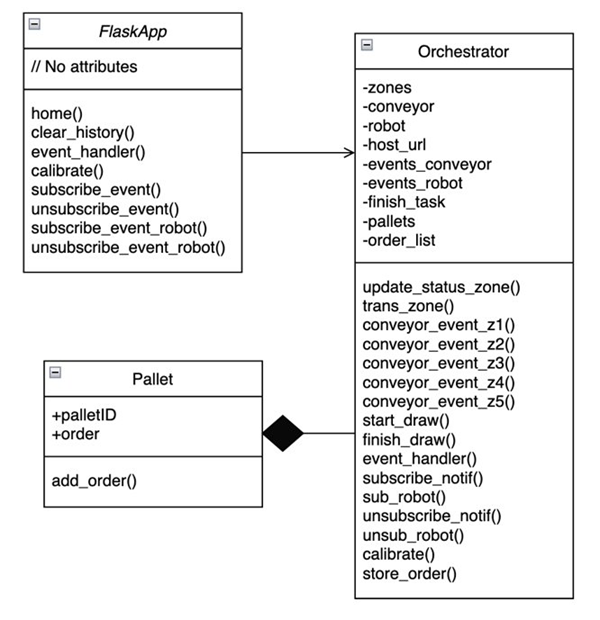 FlaskApp
// No attributes
home()
clear_history()
event_handler()
calibrate()
subscribe_event()
unsubscribe_event()
subscribe_event_robot()
unsubscribe_event_robot()
Orchestrator
-zones
-conveyor
-robot
-host_url
-events_conveyor
-events_robot
-finish_task
-pallets
-order_list
update_status_zone()
trans_zone()
conveyor_event_z1()
conveyor_event_z2()
conveyor_event_z3()
conveyor_event_z4()
conveyor_event_z5()
start_draw()
finish_draw()
event_handler()
subscribe_notif()
sub_robot()
unsubscribe_notif()
unsub_robot()
calibrate()
store_order()
Pallet
+palletID
+order
add_order()